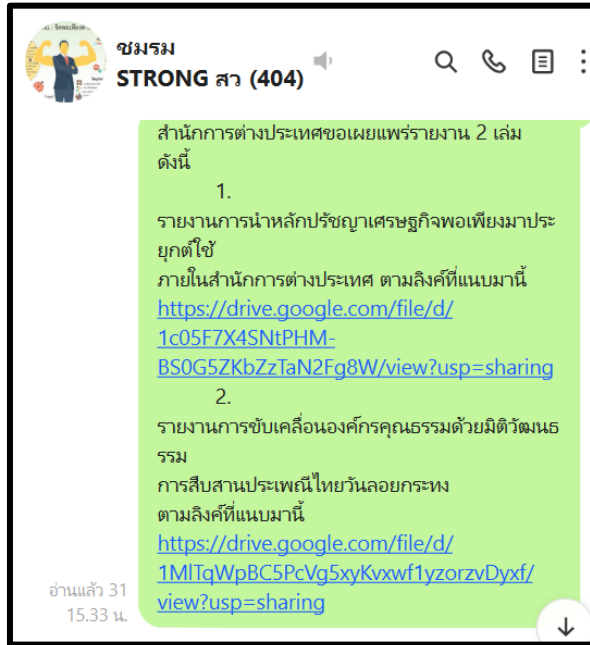 ชมรม
STRONG สว (404)
สำนักการต่างประเทศขอเผยแพร่รายงาน 2 เล่ม
ดังนี้
1.
รายงานการนำหลักปรัชญาเศรษฐกิจพอเพียงมาประ
ยุกต์ใช้
ภายในสำนักการต่างประเทศ ตามลิงค์ที่แนบมานี้
https://drive.google.com/file/d/
1c05F7X4SNtPHM-
BS0G5ZKbZzTaN2Fg8W/view?usp=sharing
2.
รายงานการขับเคลื่อนองค์กรคุณธรรมด้วยมิติวัฒนธ
รรม
การสืบสานประเพณีไทยวันลอยกระทง
ตามลิงค์ที่แนบมานี้
https://drive.google.com/file/d/
1MlTqWpBC5PcVg5xyKvxwf1yzorzvDyxf/
view?usp=sharing
อ่านแล้ว 31
15.33 น.